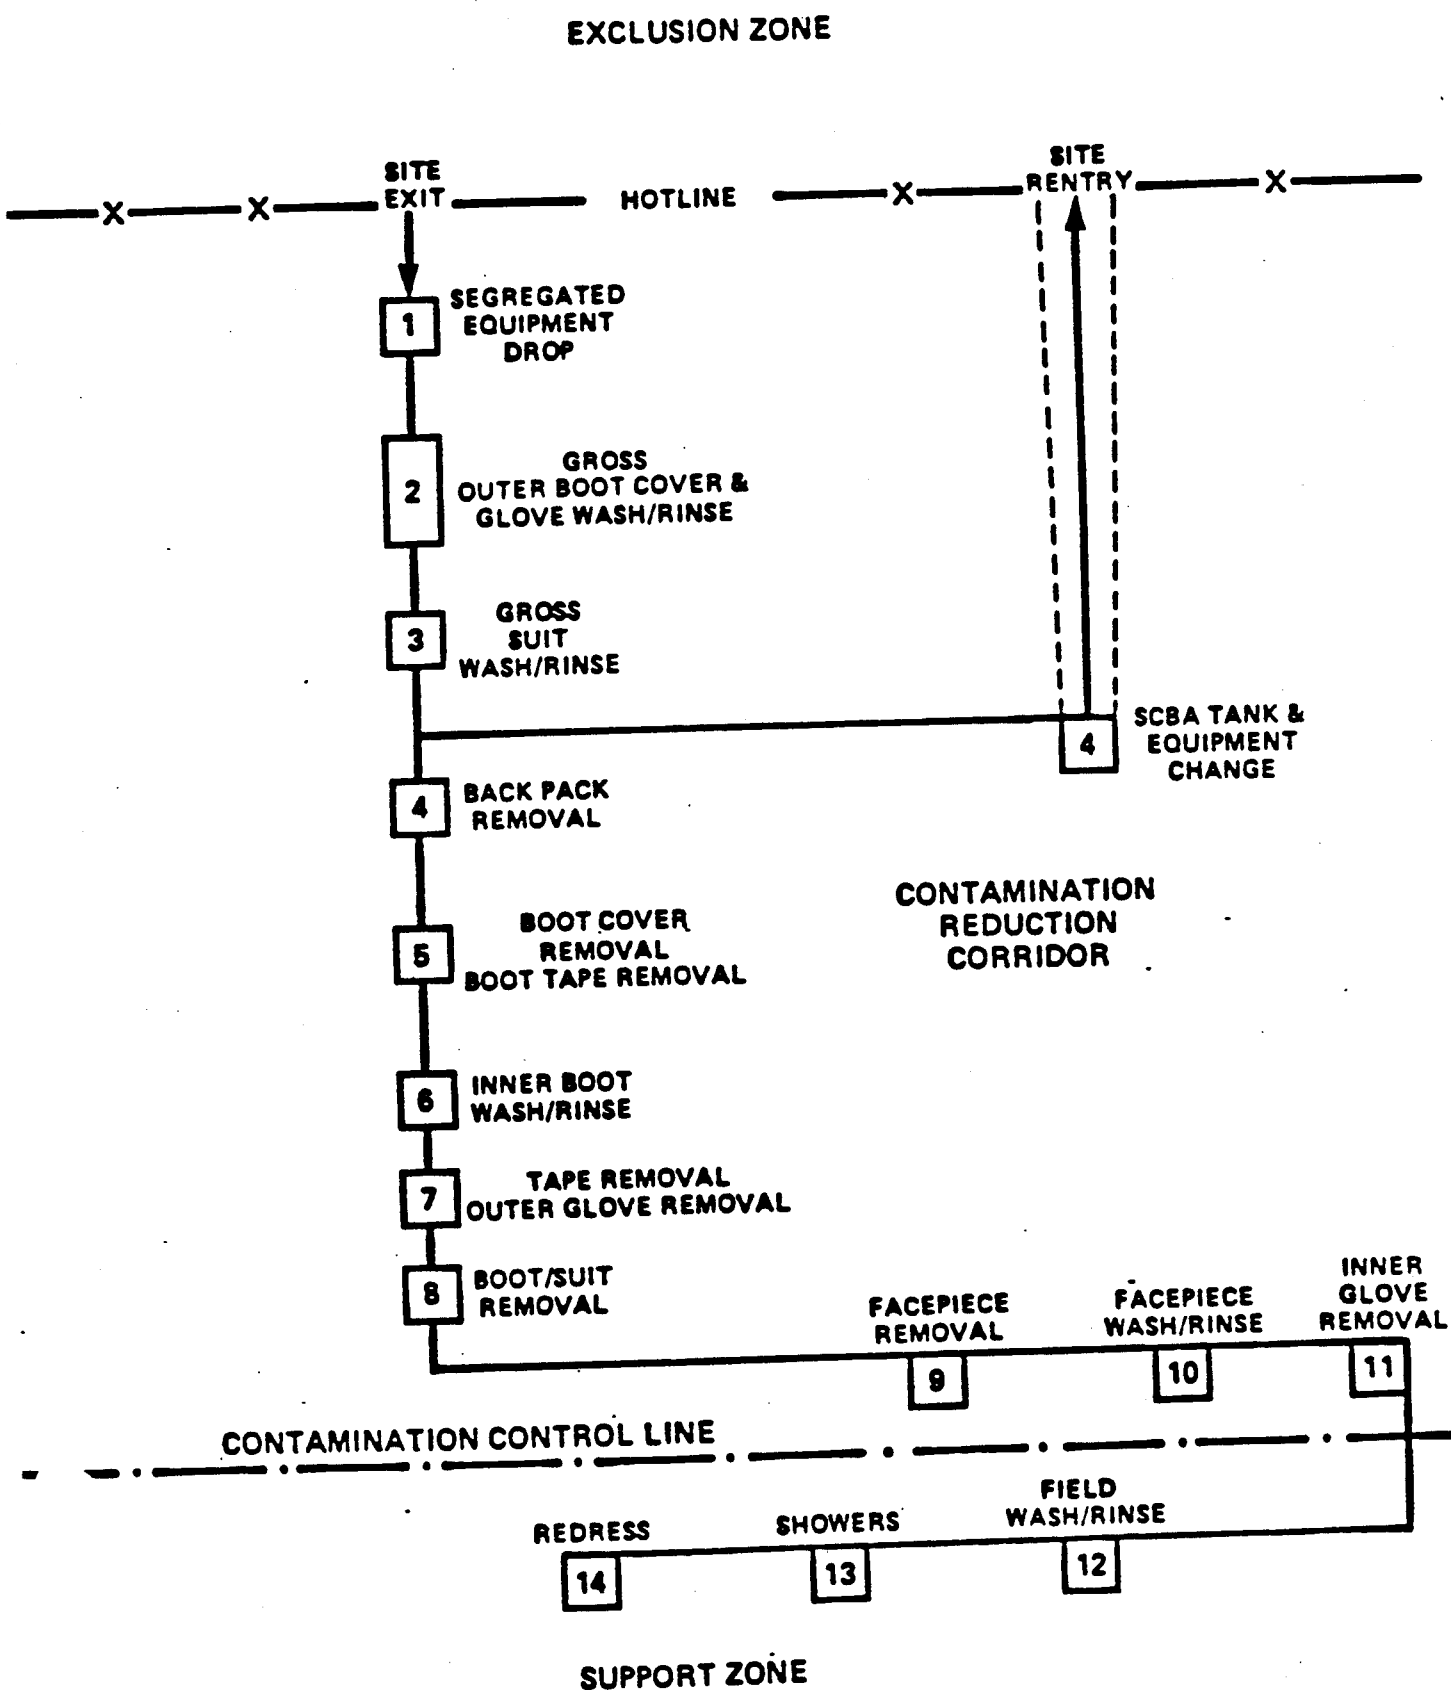 EXCLUSION ZONE
SITE
EXIT
HOTLINE
SITE
RENTRY
X
X
X
X
1
SEGREGATED
EQUIPMENT
DROP
2
GROSS
OUTER BOOT COVER &
GLOVE WASH/RINSE
3
GROSS
SUIT
WASH/RINSE
4
SCBA TANK &
EQUIPMENT
CHANGE
4
BACK PACK
REMOVAL
CONTAMINATION
REDUCTION
CORRIDOR
5
BOOT COVER
REMOVAL
BOOT TAPE REMOVAL
6
INNER BOOT
WASH/RINSE
7
TAPE REMOVAL
OUTER GLOVE REMOVAL
8
BOOT/SUIT
REMOVAL
FACEPIECE
REMOVAL
9
FACEPIECE
WASH/RINSE
10
INNER
GLOVE
REMOVAL
11
CONTAMINATION CONTROL LINE
REDRESS
14
SHOWERS
13
FIELD
WASH/RINSE
12
SUPPORT ZONE